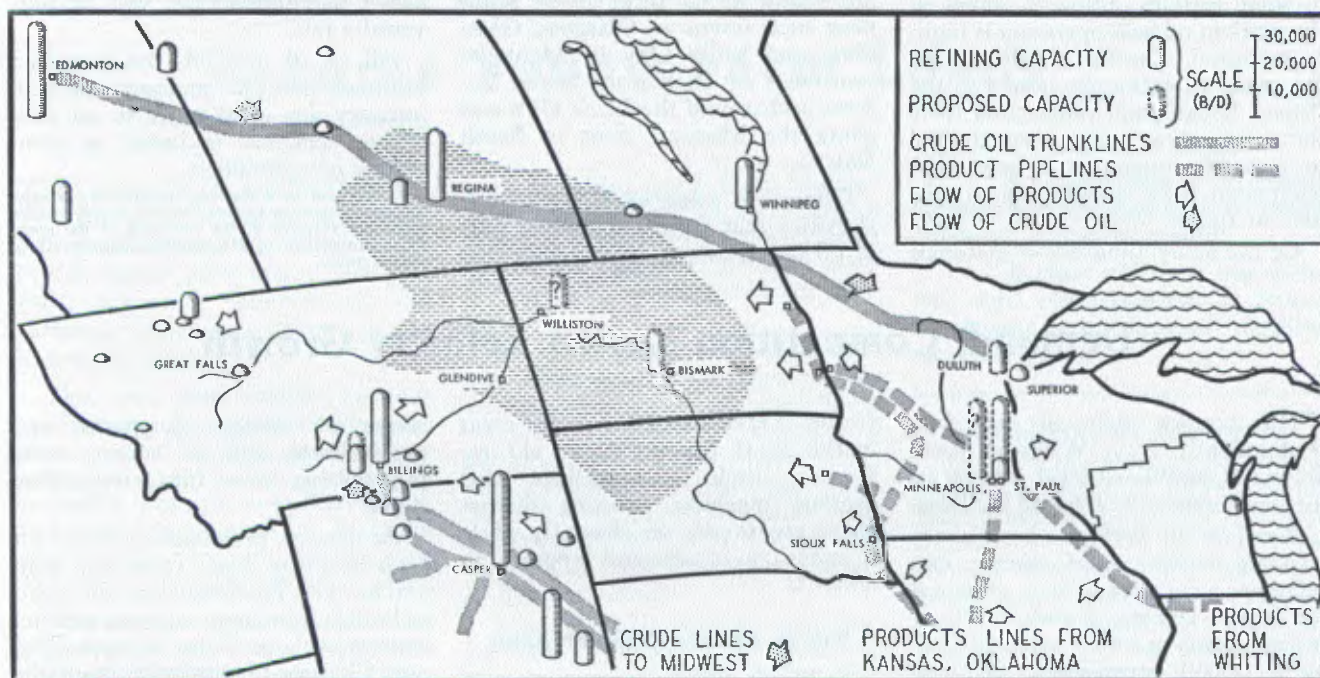 REFINING CAPACITY
PROPOSED CAPACITY
SCALE
(B/D)
30,000
20,000
10,000
CRUDE OIL TRUNKLINES
PRODUCT PIPELINES
FLOW OF PRODUCTS
FLOW OF CRUDE OIL
EDMONTON
REGINA
WINNIPEG
?
WILLISTON
GREAT FALLS
GLENDIVE
BISMARK
DULUTH
SUPERIOR
BILLINGS
MINNEAPOLIS
ST. PAUL
SIOUX FALLS
CASPER
CRUDE LINES
TO MIDWEST
PRODUCTS LINES FROM
KANSAS, OKLAHOMA
PRODUCTS
FROM
WHITING